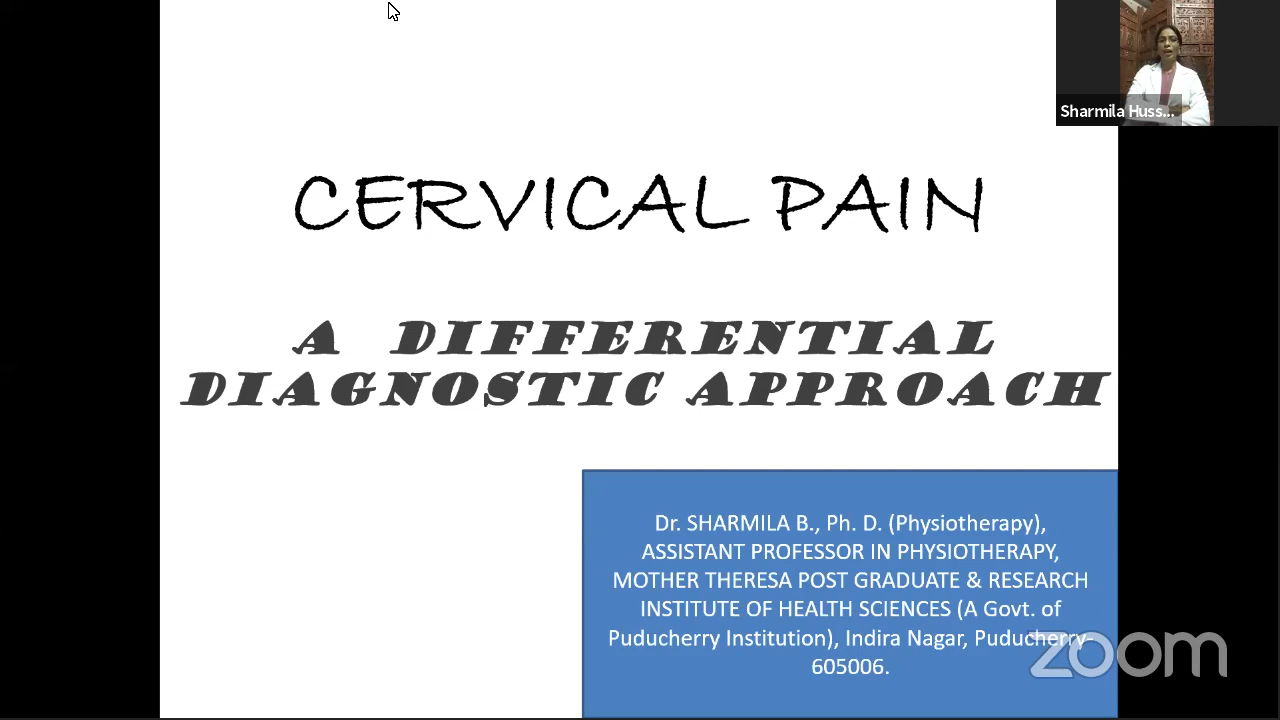 Sharmila Huss...
CERVICAL PAIN
A DIFFERENTIAL
DIAGNOSTIC APPROACH
Dr. SHARMILA B., Ph. D. (Physiotherapy),
ASSISTANT PROFESSOR IN PHYSIOTHERAPY,
MOTHER THERESA POST GRADUATE & RESEARCH
INSTITUTE OF HEALTH SCIENCES (A Govt. of
Puducherry Institution), Indira Nagar, Puducherry-
605006.
zoom